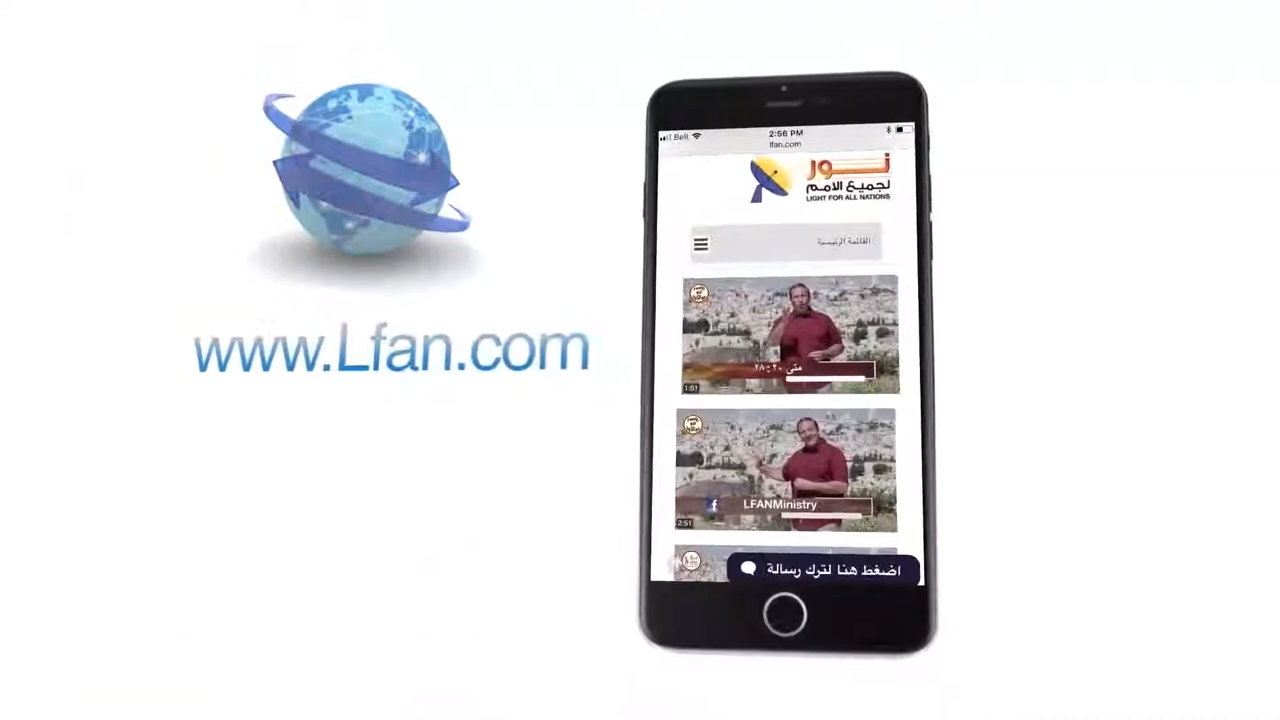 www.Lfan.com
Bell
2:56 PM
lfan.com
نور
لجميع الامم
LIGHT FOR ALL NATIONS
القائمة الرئيسية
متى ٢٠ : ٢٨
1:51
LFANMinistry
2:51
اضغط هنا لترك رسالة